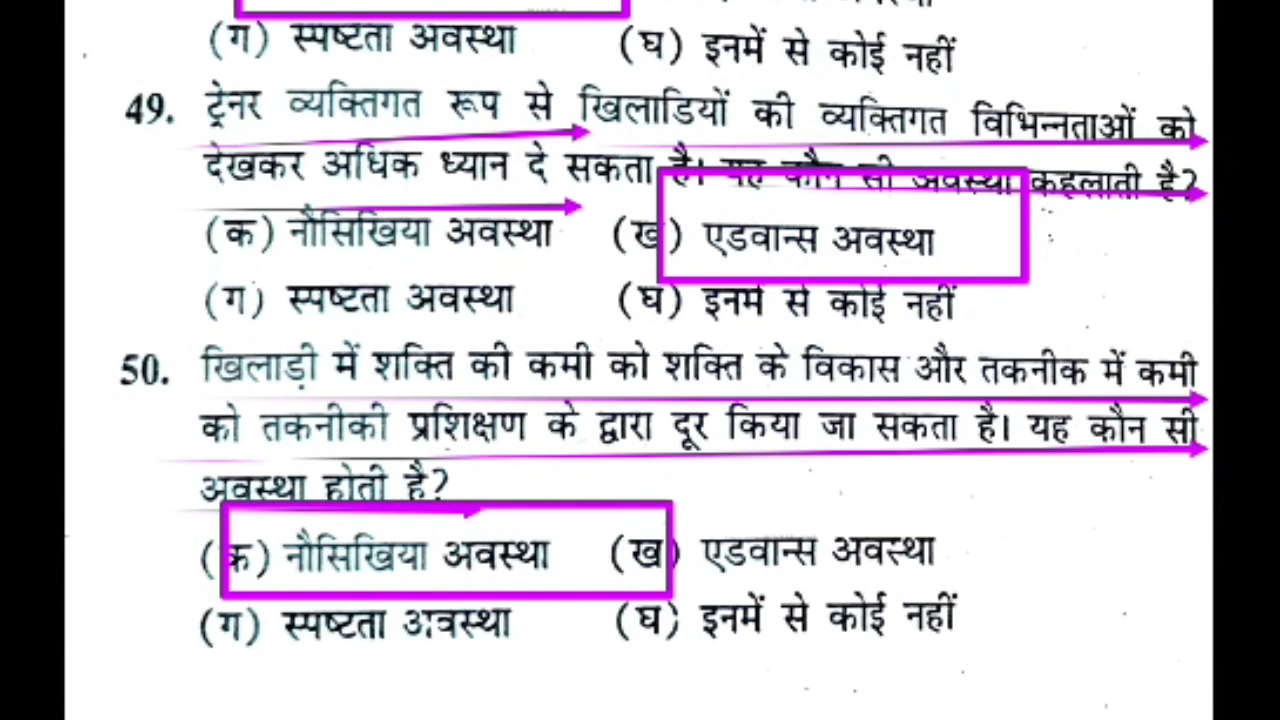 (ग) स्पष्टता अवस्था (घ) इनमें से कोई नहीं
49. ट्रेनर व्यक्तिगत रूप से खिलाडियों की व्यक्तिगत विभिन्नताओं को
देखकर अधिक ध्यान दे सकता है। यह कौन सी अवस्था कहलाती है?
(क) नौसिखिया अवस्था (ख) एडवान्स अवस्था
(ग) स्पष्टता अवस्था (घ) इनमें से कोई नहीं
50. खिलाड़ी में शक्ति की कमी को शक्ति के विकास और तकनीक में कमी
को तकनीकी प्रशिक्षण के द्वारा दूर किया जा सकता है। यह कौन सी
अवस्था होती है?
(क) नौसिखिया अवस्था (ख) एडवान्स अवस्था
(ग) स्पष्टता अवस्था (घ) इनमें से कोई नहीं